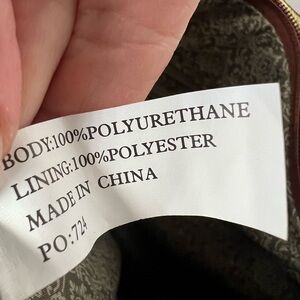 BODY:100%POLYURETHANE
LINING:100%POLYESTER
MADE IN CHINA
PO:724